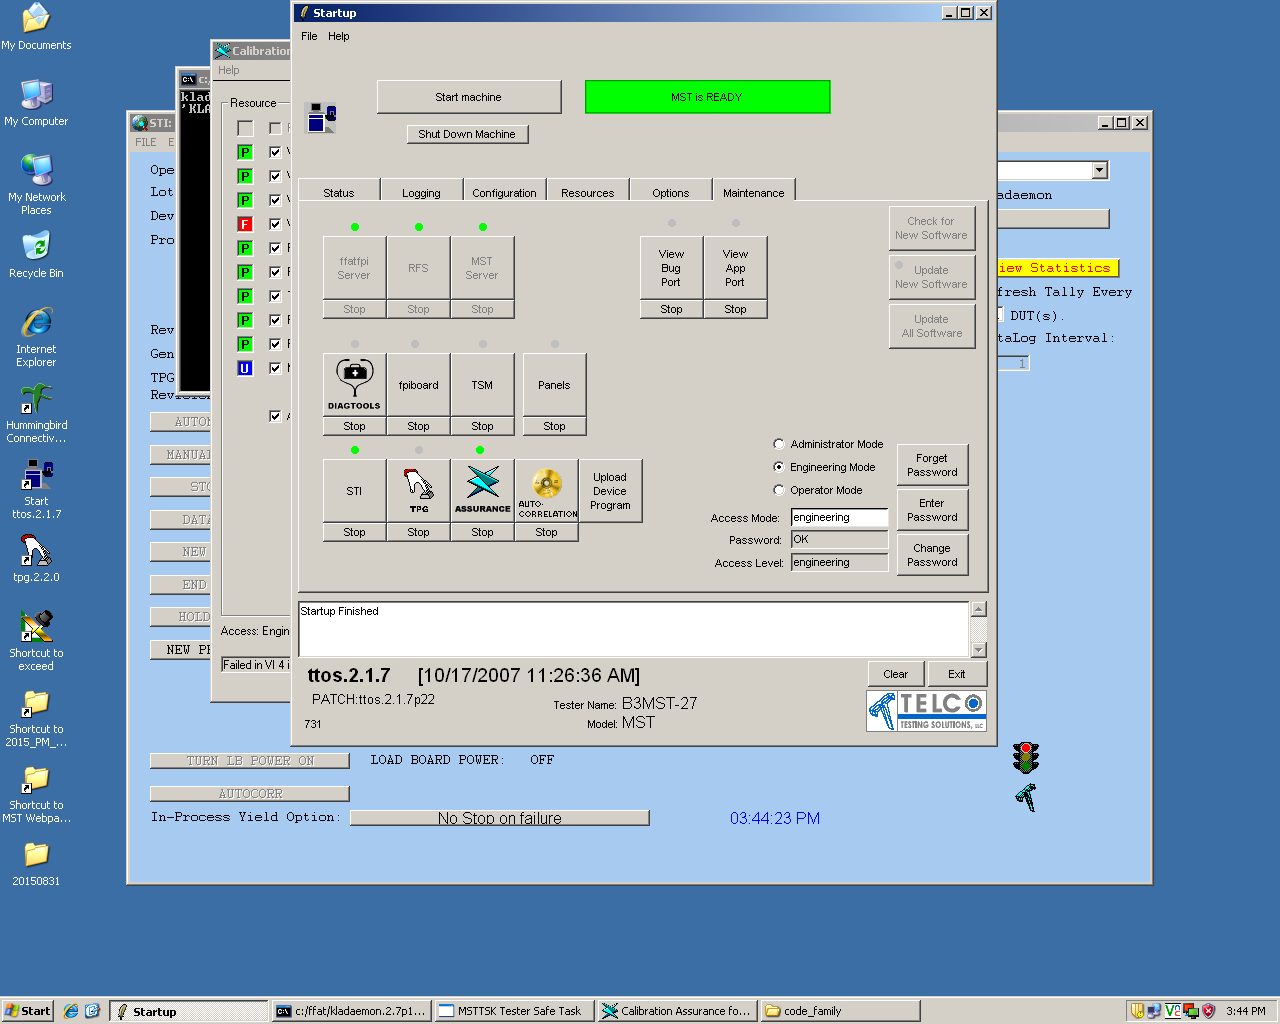 My Documents
My Computer
My Network
Places
Recycle Bin
Internet
Explorer
Hummingbird
Connectiv...
Start
ttos.2.1.7
tpg.2.2.0
Shortcut to
exceed
Shortcut to
2015_PM_...
Shortcut to
MST Webpa...
20150831
Startup
File Help
Start machine
MST is READY
Shut Down Machine
Status
Logging
Configuration
Resources
Options
Maintenance
ffatfpi
Server
RFS
MST
Server
Stop
Stop
Stop
View
Bug
Port
View
App
Port
Stop
Stop
Check for
New Software
Update
New Software
Update
All Software
DIAGTOOLS
fpiboard
TSM
Panels
Stop
Stop
Stop
Stop
STI
TPG
ASSURANCE
AUTO-
CORRELATION
Upload
Device
Program
Stop
Stop
Stop
Stop
Administrator Mode
Engineering Mode
Operator Mode
Access Mode: engineering
Password: OK
Access Level: engineering
Forget
Password
Enter
Password
Change
Password
Startup Finished
ttos.2.1.7 [10/17/2007 11:26:36 AM]
PATCH:ttos.2.1.7p22
Tester Name: B3MST-27
731
Model: MST
Clear
Exit
TELCO
TESTING SOLUTIONS, LLC
Calibration
Help
Resource
P
P
P
F
P
P
P
P
P
U
Access: Engin
Failed in VI 4 i
c:
klad
'KLA
STI:
FILE E
Ope
Lot
Dev
Pro
Rev
Gen
TPG
Revision
AUTO
MANUA
STO
DATA
NEW
END
HOLD
NEW P
adaemon
iew Statistics
fresh Tally Every
DUT(s).
taLog Interval:
1
TURN LB POWER ON
LOAD BOARD POWER: OFF
AUTOCORR
In-Process Yield Option: No Stop on failure
03:44:23 PM
Start
Startup
c:/ffat/kladaemon.2.7p1...
MSTTSK Tester Safe Task
Calibration Assurance fo...
code_family
V2
3:44 PM